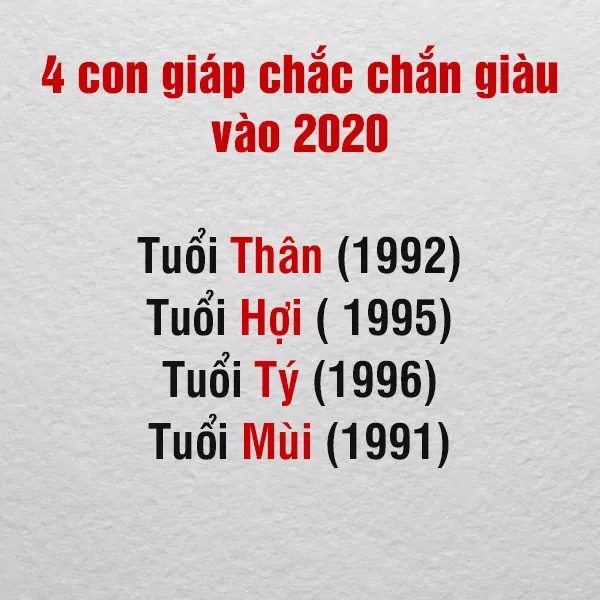 4 con giáp chắc chắn giàu
vào 2020
Tuổi Thân (1992)
Tuổi Hợi ( 1995)
Tuổi Tý (1996)
Tuổi Mùi (1991)